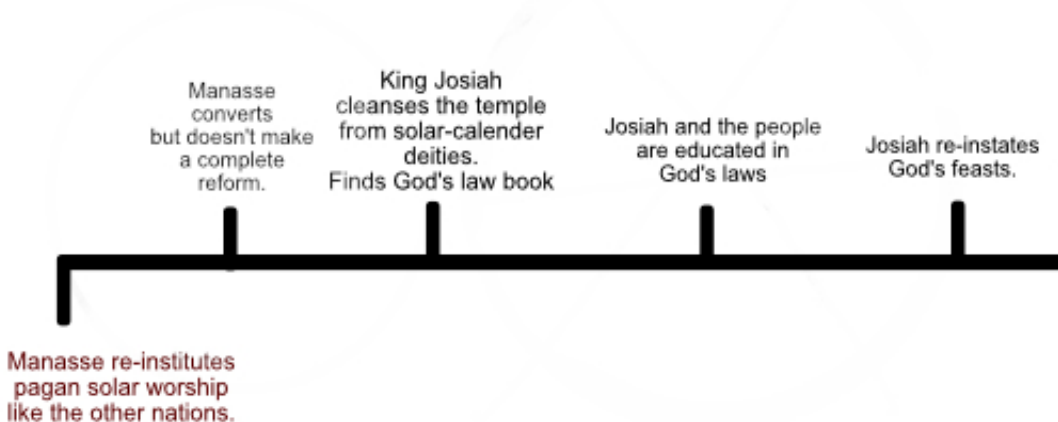 Manasse
converts
but doesn't make
a complete
reform.
King Josiah
cleanses the temple
from solar-calender
deities.
Finds God's law book
Josiah and the people
are educated in
God's laws
Josiah re-instates
God's feasts.
Manasse re-institutes
pagan solar worship
like the other nations.